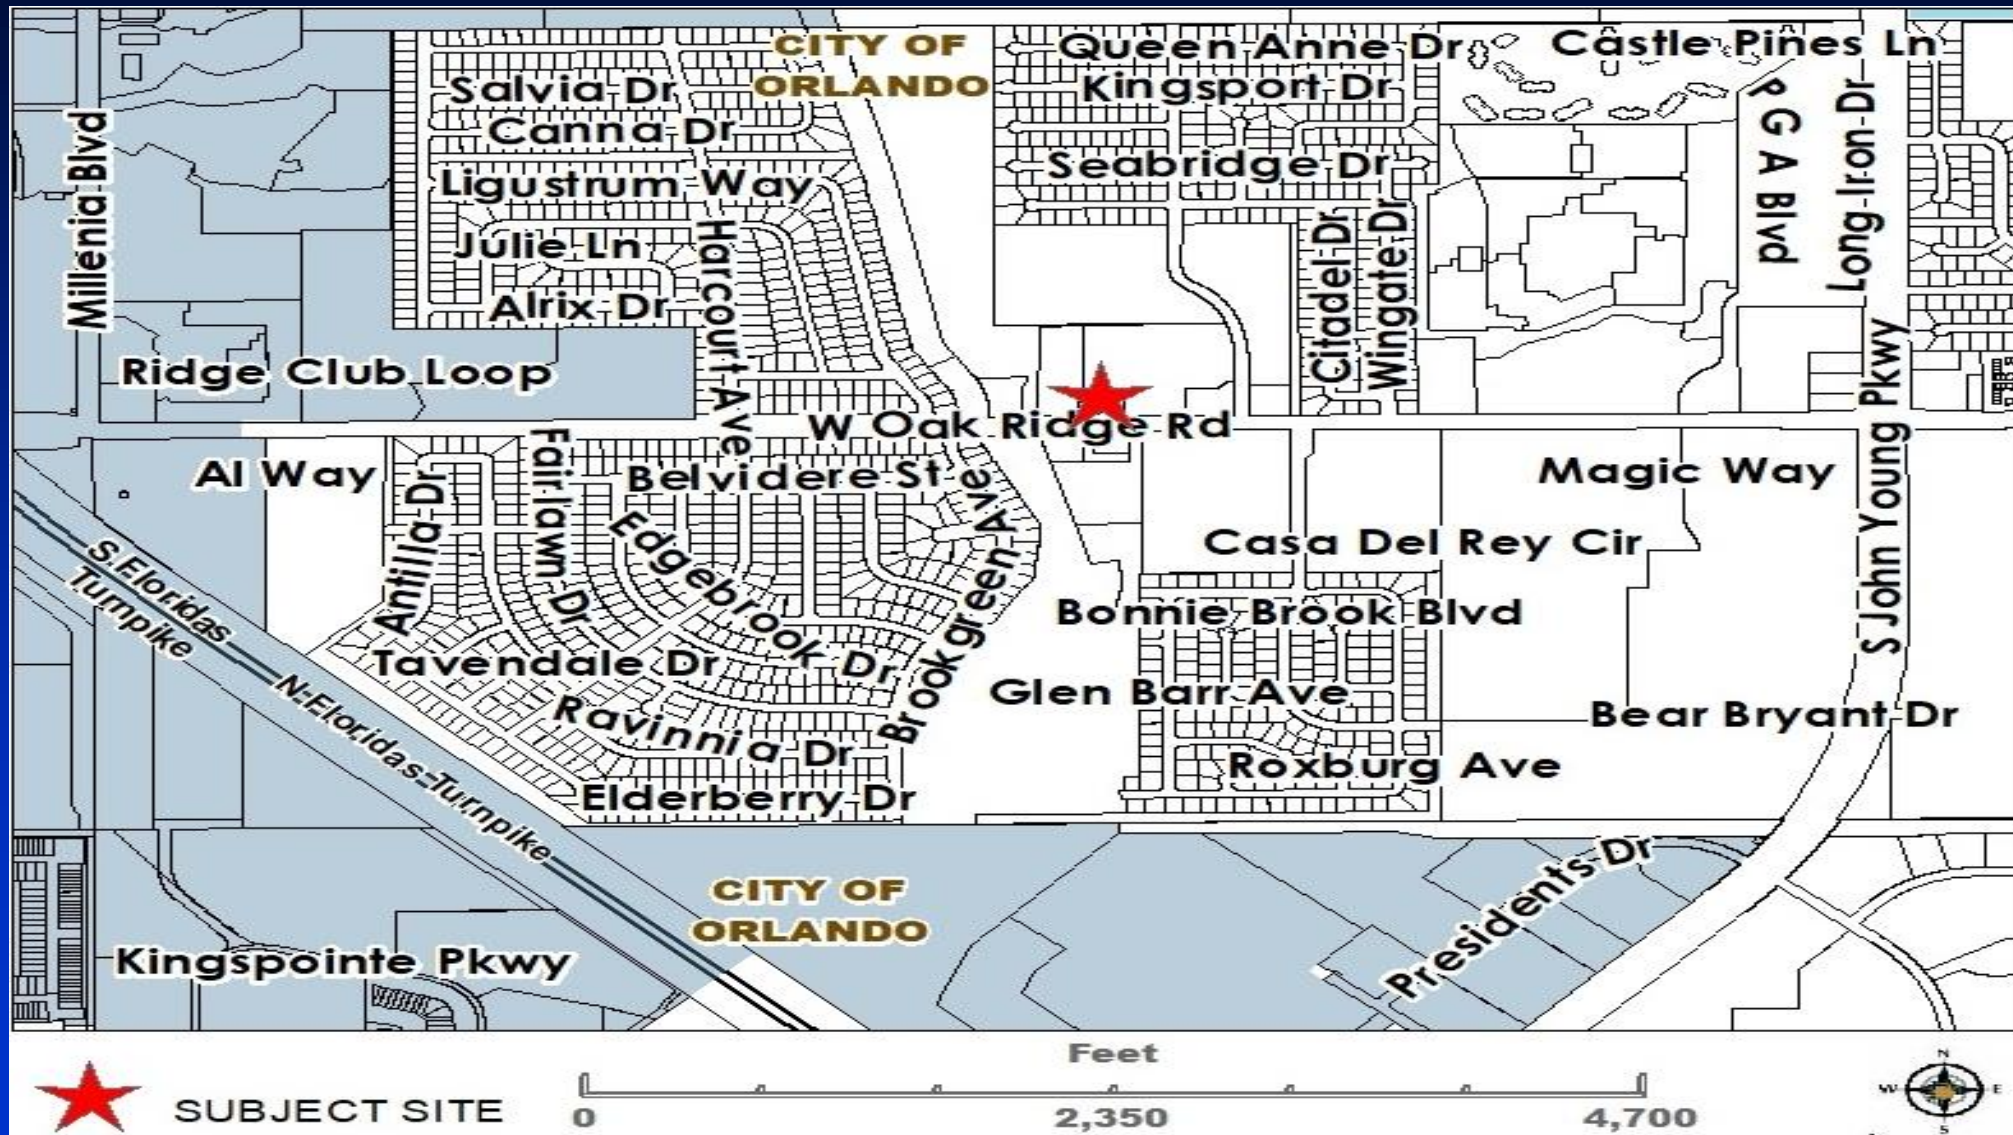 CITY OF
ORLANDO
Queen Anne Dr
Castle Pines Ln
Salvia Dr
Kingsport Dr
Canna Dr
P G A Blvd
Long Iron Dr
Millenia Blvd
Seabridge Dr
Ligustrum Way
Julie Ln
Harcourt Ave
Citadel Dr
Wingate Dr
Alrix Dr
Ridge Club Loop
S John Young Pkwy
W Oak Ridge Rd
Al Way
Antilla Dr
Fairlawn Dr
Belvidere St
Magic Way
Edgebrook Dr
Brookgreen Ave
Casa Del Rey Cir
S Floridas
Turnpike
Bonnie Brook Blvd
Tavendale Dr
N Floridas Turnpike
Glen Barr Ave
Ravinnia Dr
Bear Bryant Dr
Roxburg Ave
Elderberry Dr
Presidents Dr
CITY OF
ORLANDO
Kingspointe Pkwy
Feet
SUBJECT SITE
0
2,350
4,700
N
W
E
S